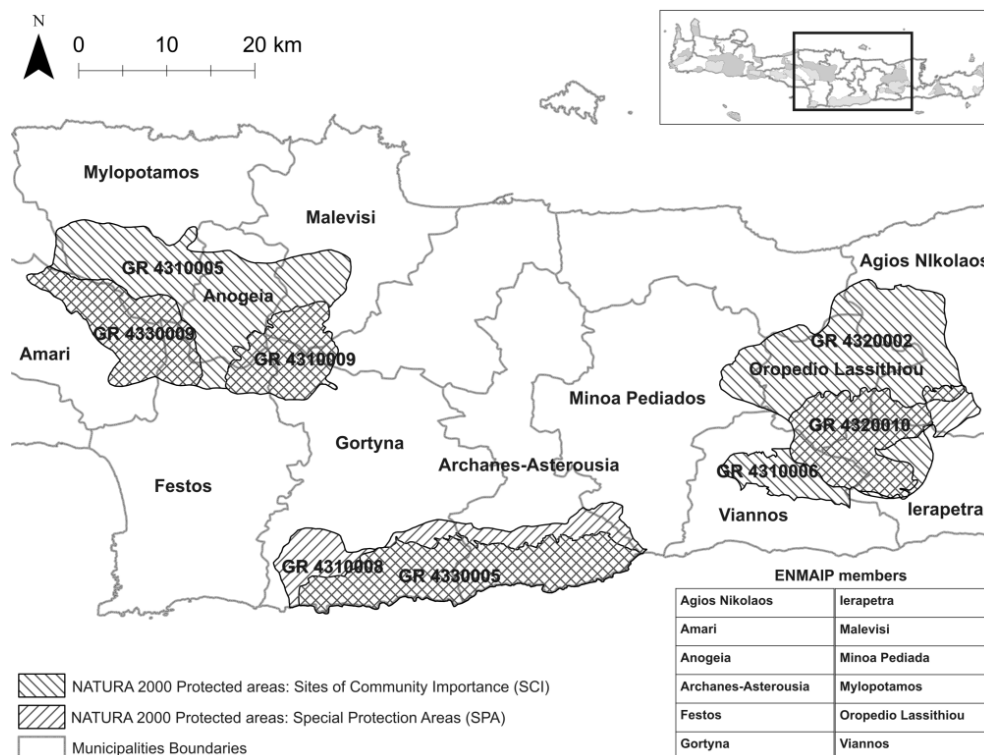 N
0 10 20 km
Mylopotamos
Malevisi
Agios NIkolaos
GR 4310005
Anogeia
GR 4330009
GR 4310009
Amari
GR 4320002
Oropedio Lassithiou
Minoa Pediados
GR 4320010
Gortyna
Archanes-Asterousia
GR 4310006
Festos
Viannos
Ierapetra
GR 4310008
GR 4330005
ENMAIP members
Agios Nikolaos Ierapetra
Amari Malevisi
Anogeia Minoa Pediada
Archanes-Asterousia Mylopotamos
Festos Oropedio Lassithiou
Gortyna Viannos
NATURA 2000 Protected areas: Sites of Community Importance (SCI)
NATURA 2000 Protected areas: Special Protection Areas (SPA)
Municipalities Boundaries